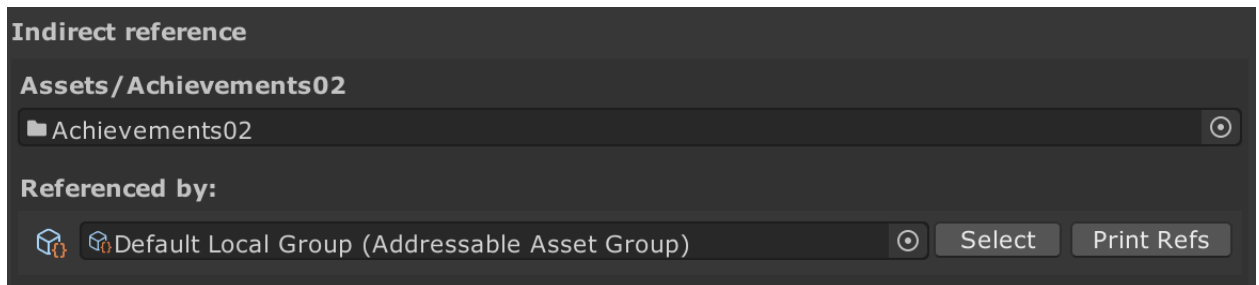 Indirect reference
Assets/Achievements02
Achievements02
Referenced by:
Default Local Group (Addressable Asset Group)
Select
Print Refs